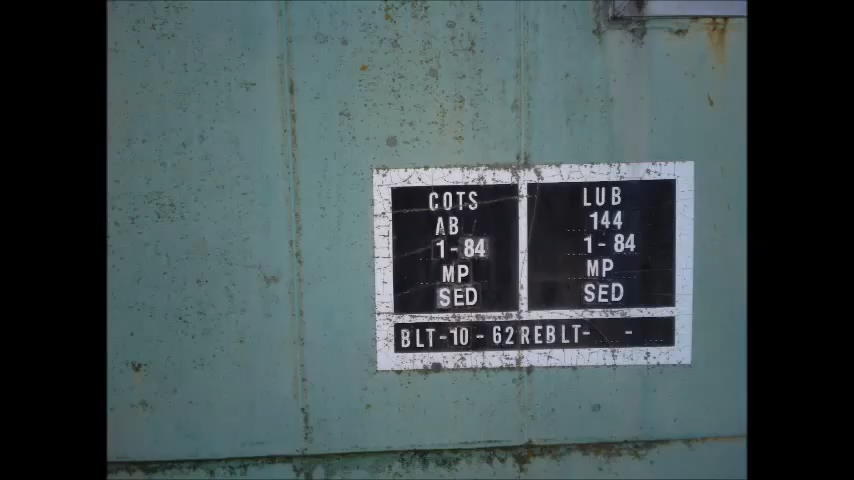 COTS
AB
1-84
MP
SED
LUB
144
1-84
MP
SED
BLT-10-62 REBLT- -